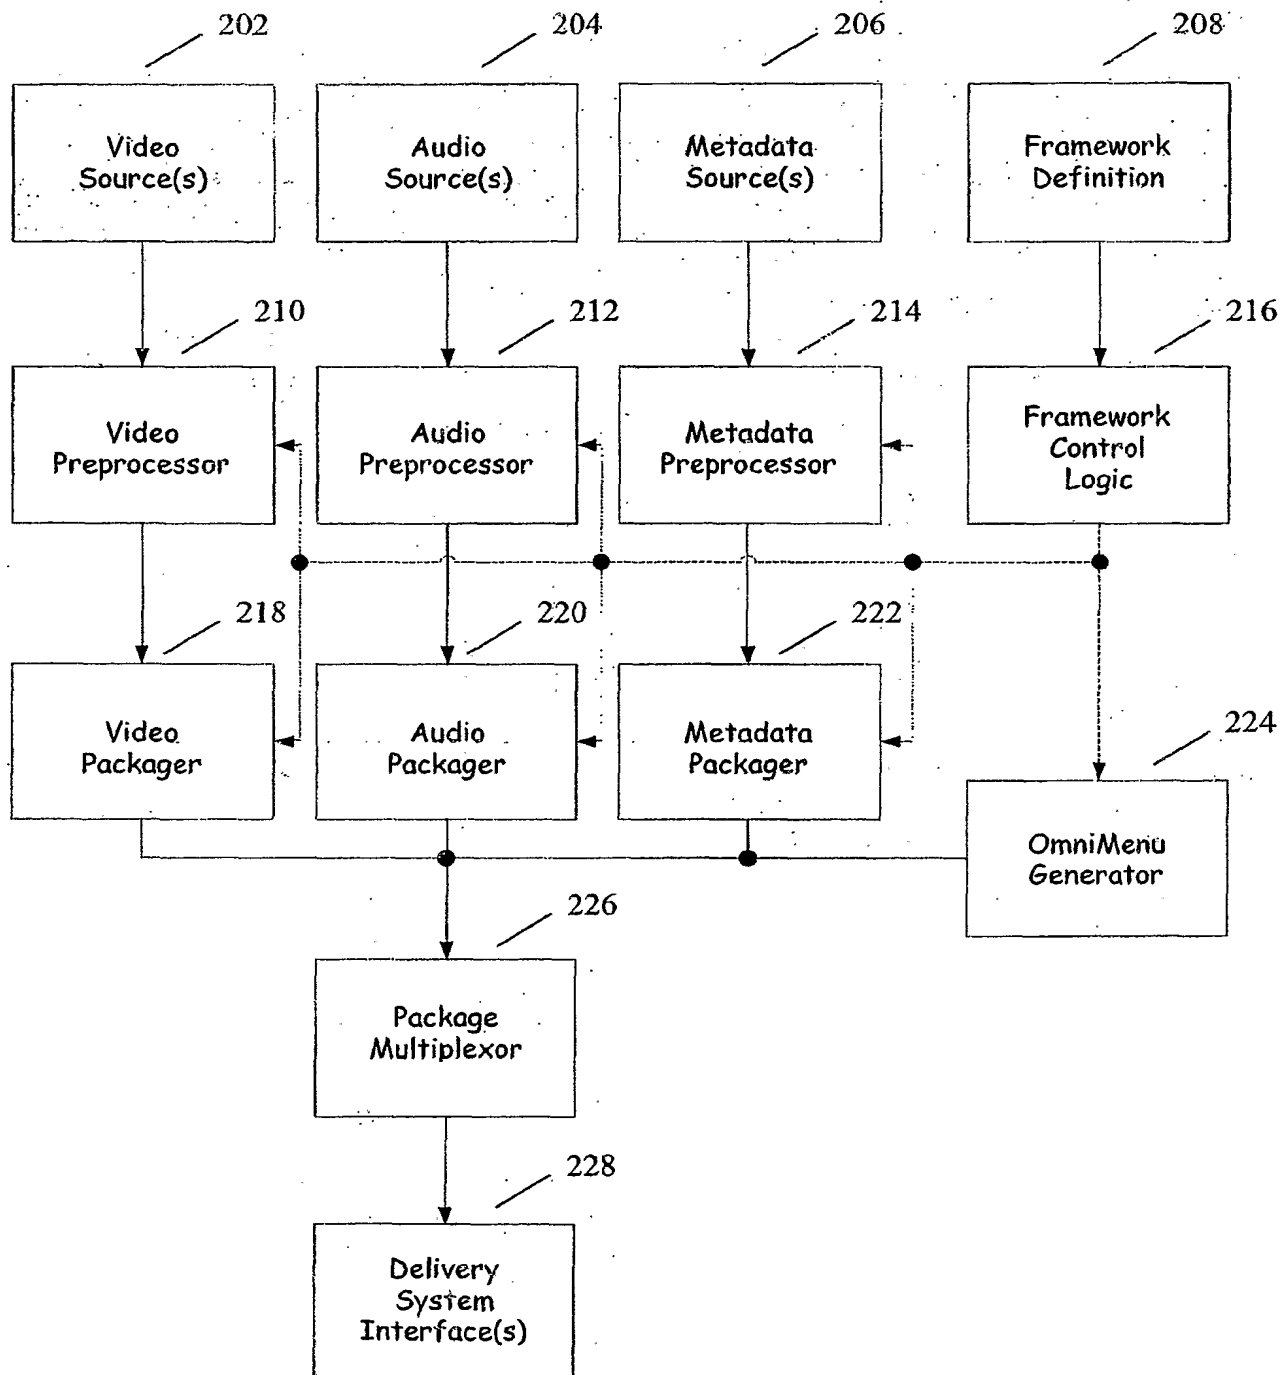 202
204
206
208
Video
Source(s)
Audio
Source(s)
Metadata
Source(s)
Framework
Definition
210
212
214
216
Video
Preprocessor
Audio
Preprocessor
Metadata
Preprocessor
Framework
Control
Logic
218
220
222
224
Video
Packager
Audio
Packager
Metadata
Packager
OmniMenu
Generator
226
Package
Multiplexor
228
Delivery
System
Interface(s)